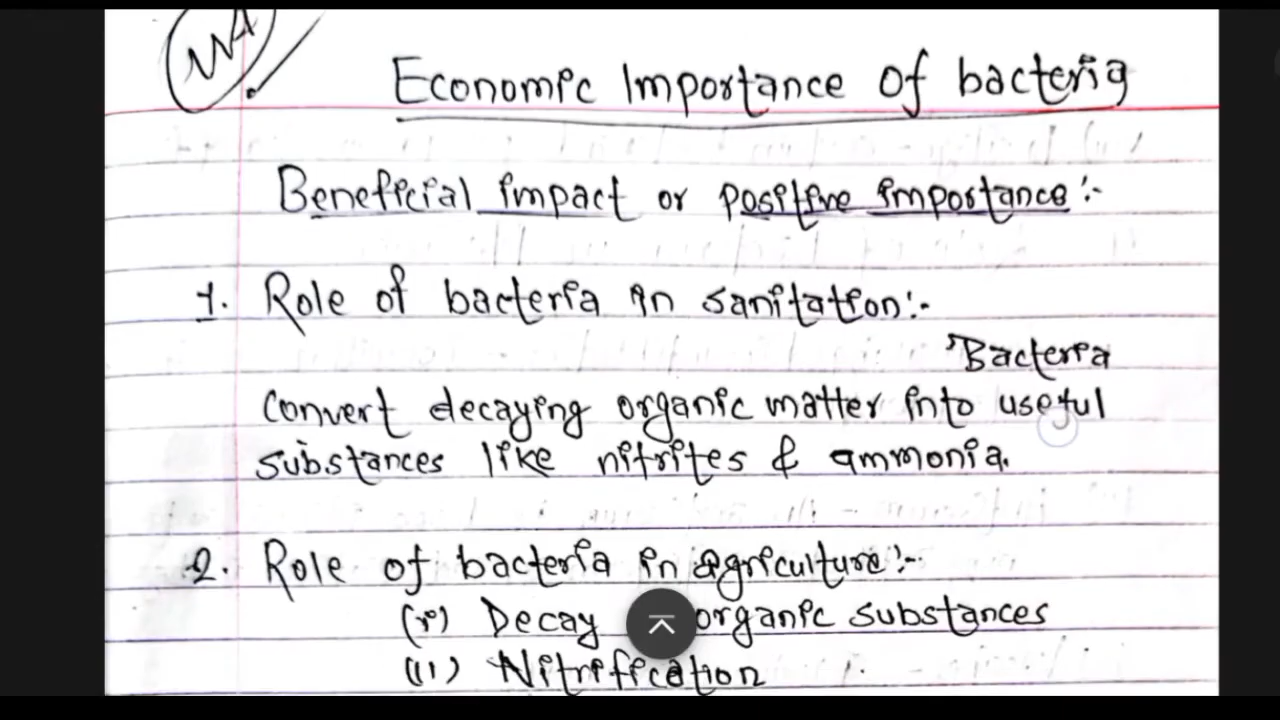 Economic Importance of bacteria
Beneficial impact or positive importance :-
1. Role of bacteria in sanitation :-
Bacteria
convert decaying organic matter into useful
substances like nitrites & ammonia.
2. Role of bacteria in agriculture :-
(i) Decay organic substances
(ii) Nitrification